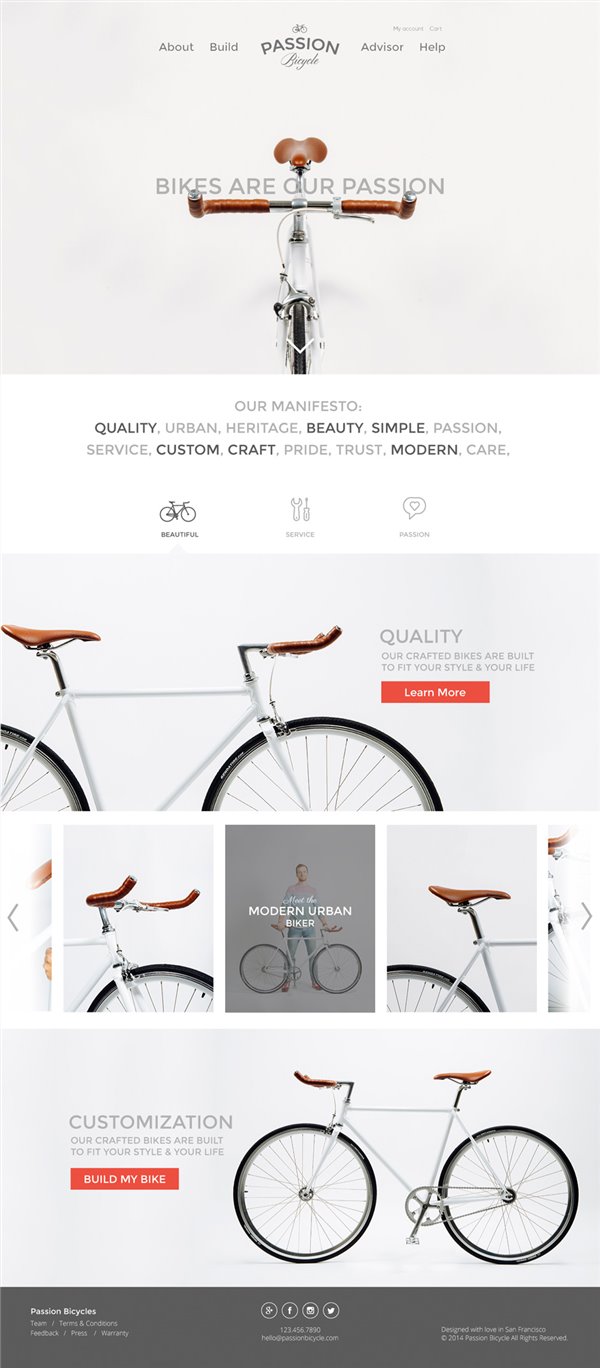 My account Cart
About Build
PASSION
Bicycle
Advisor Help
BIKES ARE OUR PASSION
OUR MANIFESTO:
QUALITY, URBAN, HERITAGE, BEAUTY, SIMPLE, PASSION,
SERVICE, CUSTOM, CRAFT, PRIDE, TRUST, MODERN, CARE,
BEAUTIFUL
SERVICE
PASSION
QUALITY
OUR CRAFTED BIKES ARE BUILT
TO FIT YOUR STYLE & YOUR LIFE
Learn More
Meet the
MODERN URBAN
BIKER
CUSTOMIZATION
OUR CRAFTED BIKES ARE BUILT
TO FIT YOUR STYLE & YOUR LIFE
BUILD MY BIKE
Passion Bicycles
Team / Terms & Conditions
Feedback / Press / Warranty
123.456.7890
hello@passionbicycle.com
Designed with love in San Francisco
© 2014 Passion Bicycle All Rights Reserved.